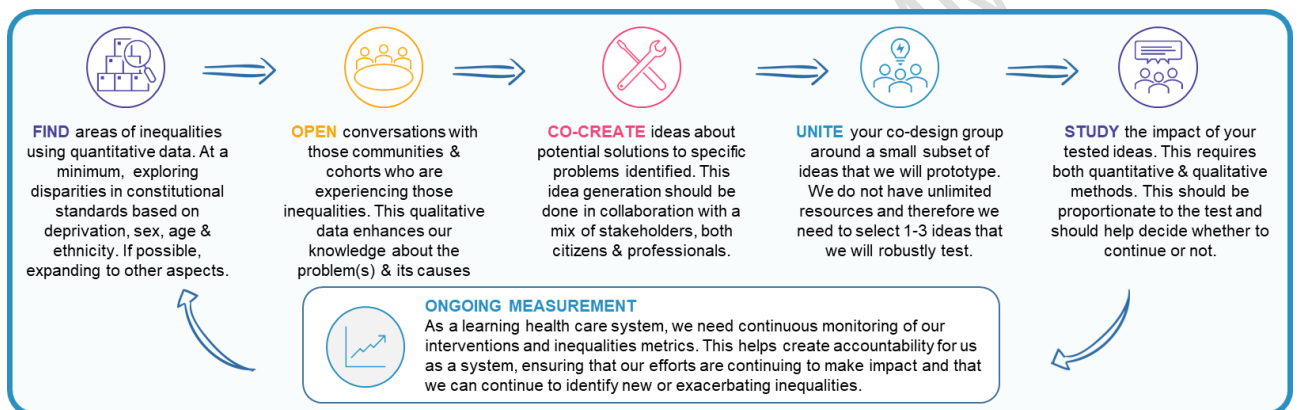 FIND areas of inequalities
using quantitative data. At a
minimum, exploring
disparities in constitutional
standards based on
deprivation, sex, age &
ethnicity. If possible,
expanding to other aspects.
OPEN conversations with
those communities &
cohorts who are
experiencing those
inequalities. This qualitative
data enhances our
knowledge about the
problem(s) & its causes
CO-CREATE ideas about
potential solutions to specific
problems identified. This
idea generation should be
done in collaboration with a
mix of stakeholders, both
citizens & professionals.
UNITE your co-design group
around a small subset of
ideas that we will prototype.
We do not have unlimited
resources and therefore we
need to select 1-3 ideas that
we will robustly test.
STUDY the impact of your
tested ideas. This requires
both quantitative & qualitative
methods. This should be
proportionate to the test and
should help decide whether to
continue or not.
ONGOING MEASUREMENT
As a learning health care system, we need continuous monitoring of our
interventions and inequalities metrics. This helps create accountability for us
as a system, ensuring that our efforts are continuing to make impact and that
we can continue to identify new or exacerbating inequalities.